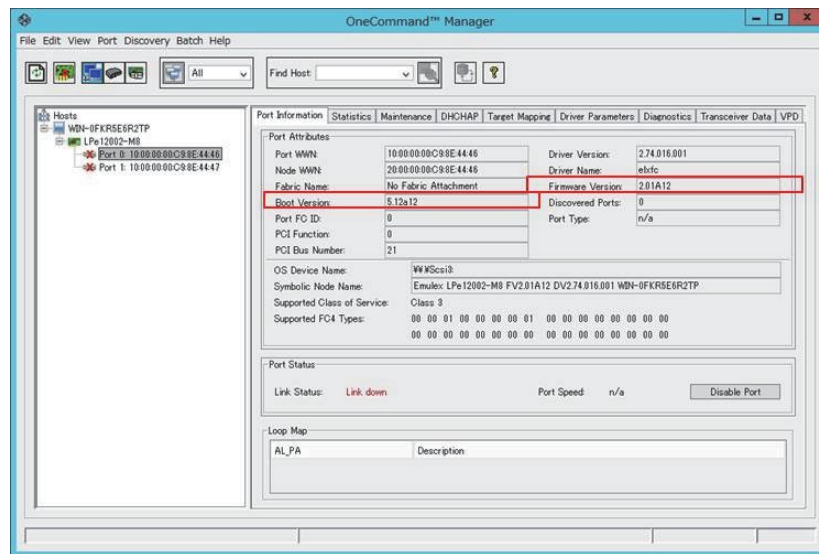 OneCommand™ Manager
File Edit View Port Discovery Batch Help
All
Find Host:
Hosts
WIN-0FKR5E6R2TP
LPe12002-M8
Port 0: 10:00:00:00:C9:8E:44:46
Port 1: 10:00:00:00:C9:8E:44:47
Port Information Statistics Maintenance DHCHAP Target Mapping Driver Parameters Diagnostics Transceiver Data VPD
Port Attributes
Port WWN: 10:00:00:00:C9:8E:44:46 Driver Version: 2.74.016.001
Node WWN: 20:00:00:00:C9:8E:44:46 Driver Name: elxfc
Fabric Name: No Fabric Attachment Firmware Version: 2.01A12
Boot Version: 5.12a12 Discovered Ports: 0
Port FC ID: 0 Port Type: n/a
PCI Function: 0
PCI Bus Number: 21
OS Device Name: ¥¥.¥Scsi3:
Symbolic Node Name: Emulex LPe12002-M8 FV2.01A12 DV2.74.016.001 WIN-0FKR5E6R2TP
Supported Class of Service: Class 3
Supported FC4 Types: 00 00 01 00 00 00 00 01 00 00 00 00 00 00 00 00
00 00 00 00 00 00 00 00 00 00 00 00 00 00 00 00
Port Status
Link Status: Link down Port Speed: n/a Disable Port
Loop Map
AL_PA Description